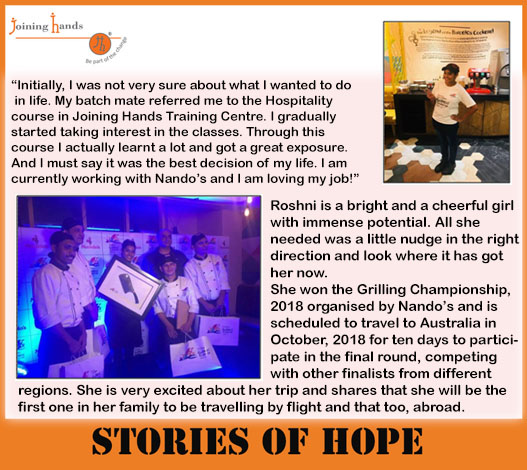 Joining hands
Be part of the change
"Initially, I was not very sure about what I wanted to do
in life. My batch mate referred me to the Hospitality
course in Joining Hands Training Centre. I gradually
started taking interest in the classes. Through this
course I actually learnt a lot and got a great exposure.
And I must say it was the best decision of my life. I am
currently working with Nando's and I am loving my job!"
Roshni is a bright and a cheerful girl
with immense potential. All she
needed was a little nudge in the right
direction and look where it has got
her now.
She won the Grilling Championship,
2018 organised by Nando's and is
scheduled to travel to Australia in
October, 2018 for ten days to partici-
pate in the final round, competing
with other finalists from different
regions. She is very excited about her trip and shares that she will be the
first one in her family to be travelling by flight and that too, abroad.
STORIES OF HOPE